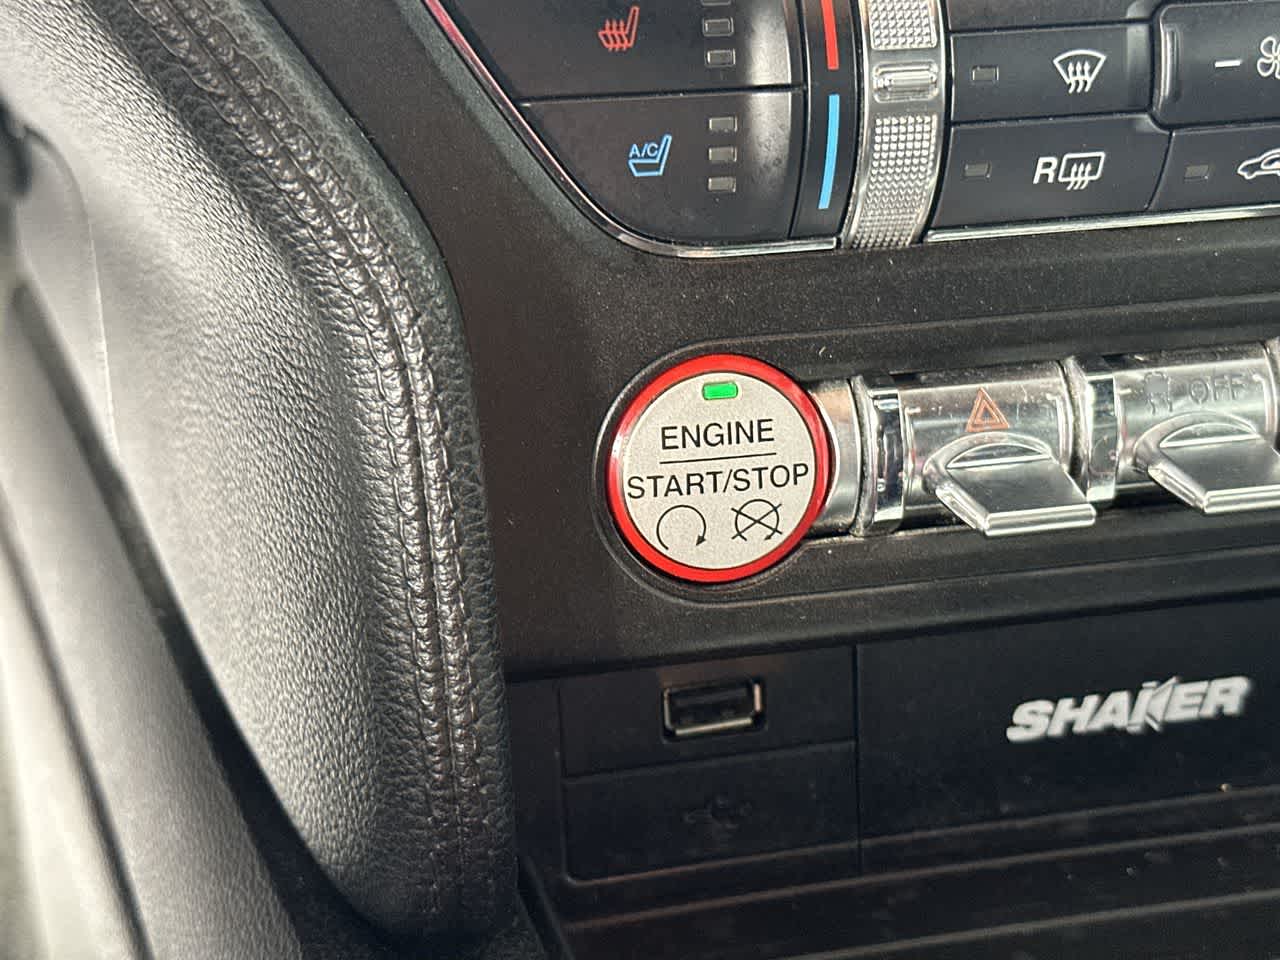 A/C
R
ENGINE
START/STOP
OFF
SHAKER